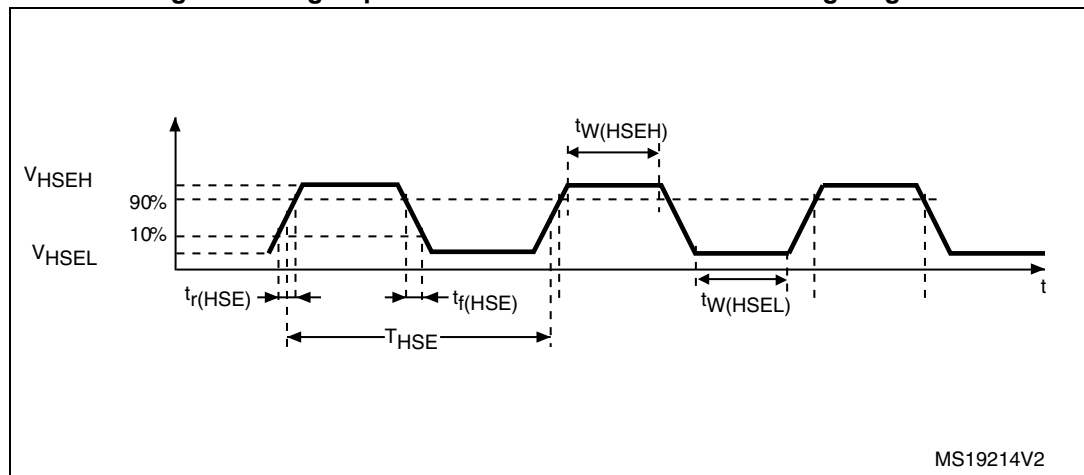 tW(HSEH)
VHSEH
90%
10%
VHSEL
tr(HSE)
tf(HSE)
tW(HSEL)
t
THSE
MS19214V2